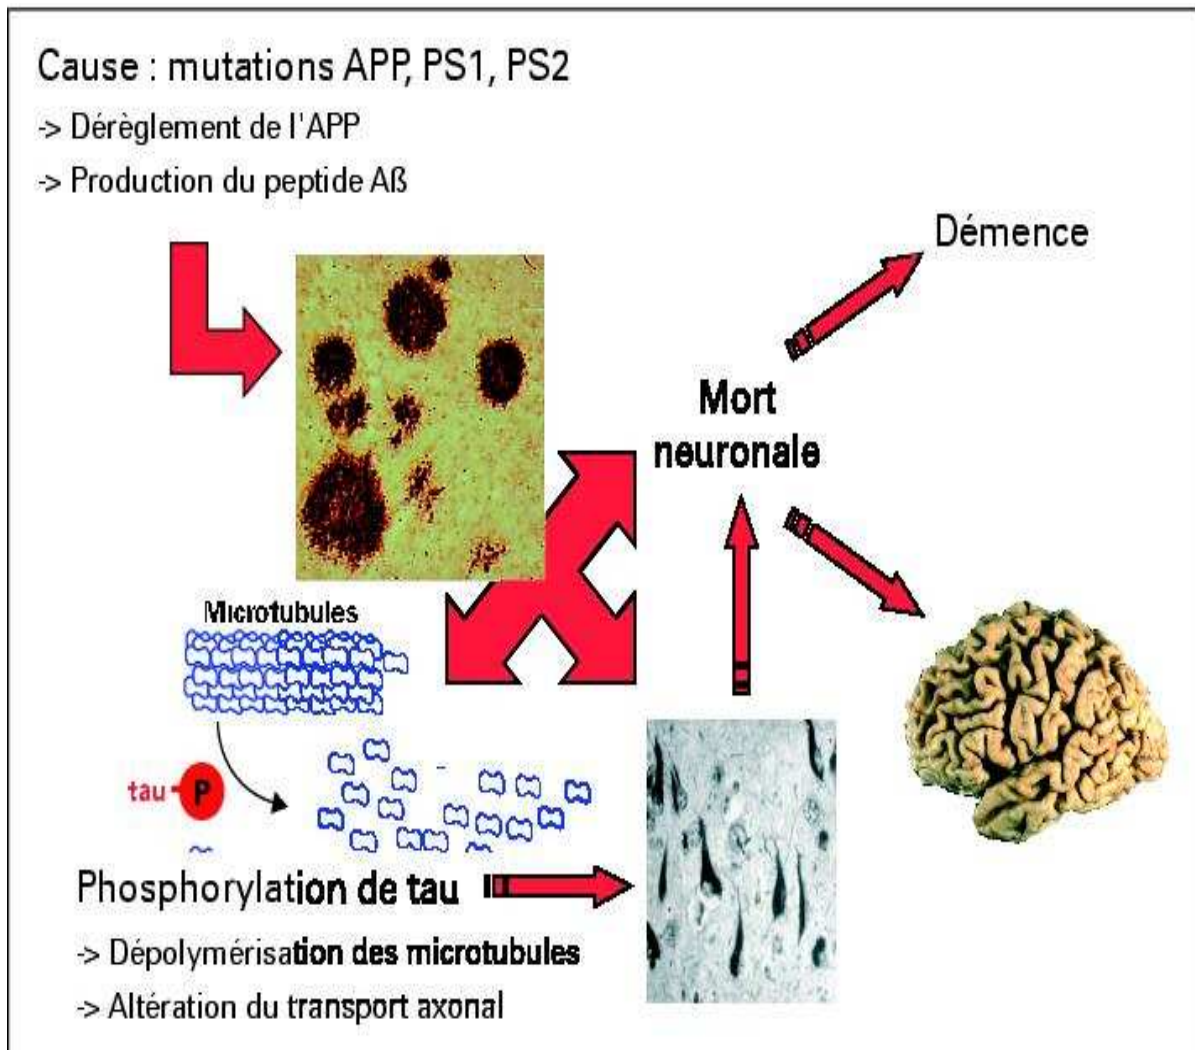 Cause : mutations APP, PS1, PS2
-> Dérèglement de l'APP
-> Production du peptide Aß
Démence
Mort
neuronale
Microtubules
tau
P
Phosphorylation de tau
-> Dépolymérisation des microtubules
-> Altération du transport axonal